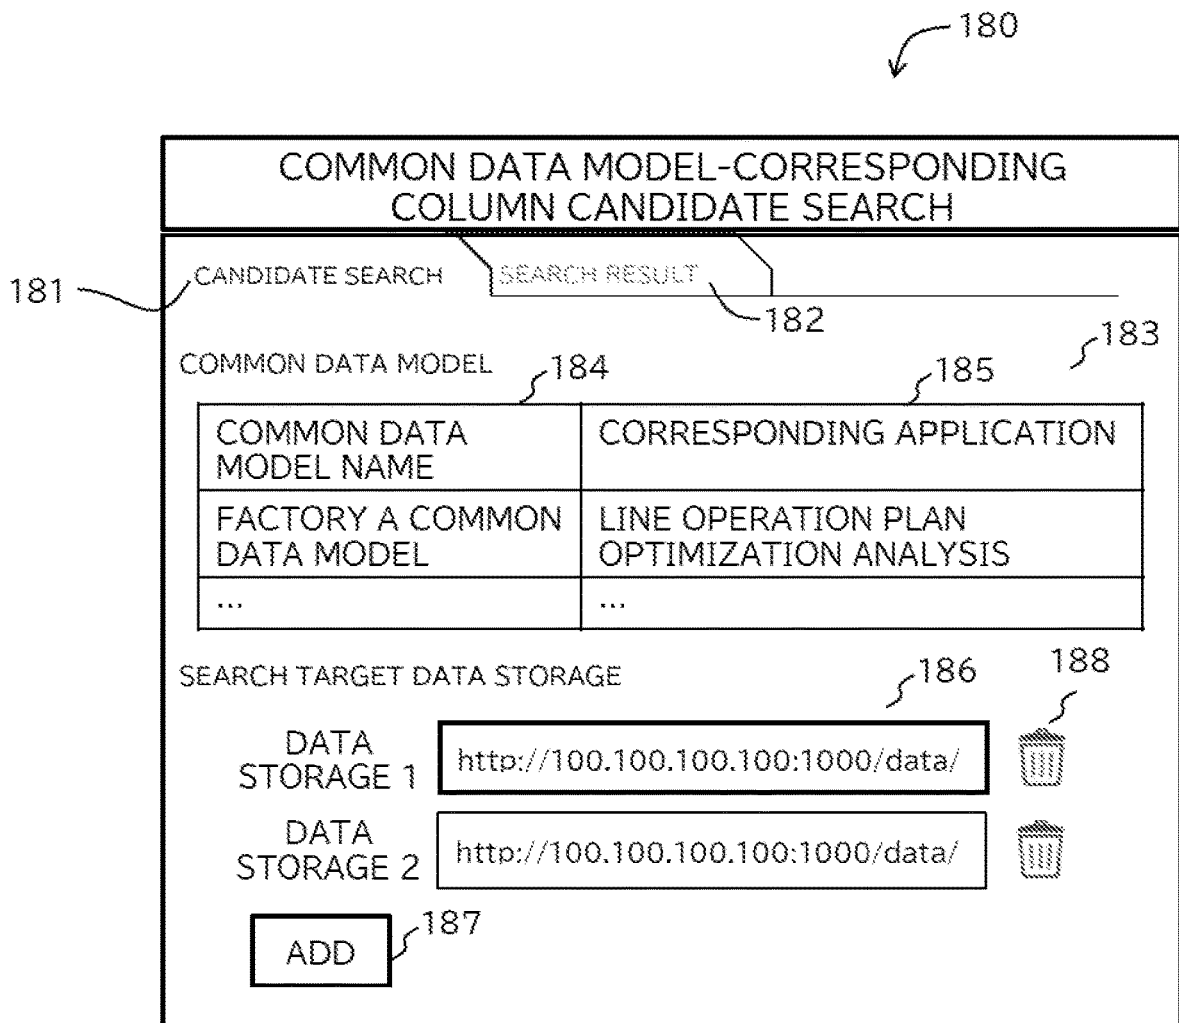 180
COMMON DATA MODEL-CORRESPONDING
COLUMN CANDIDATE SEARCH
181
CANDIDATE SEARCH
SEARCH RESULT
182
183
COMMON DATA MODEL
184
185
COMMON DATA
MODEL NAME
CORRESPONDING APPLICATION
FACTORY A COMMON
DATA MODEL
LINE OPERATION PLAN
OPTIMIZATION ANALYSIS
...
...
SEARCH TARGET DATA STORAGE
186
188
DATA
STORAGE 1
http://100.100.100.100:1000/data/
DATA
STORAGE 2
http://100.100.100.100:1000/data/
187
ADD